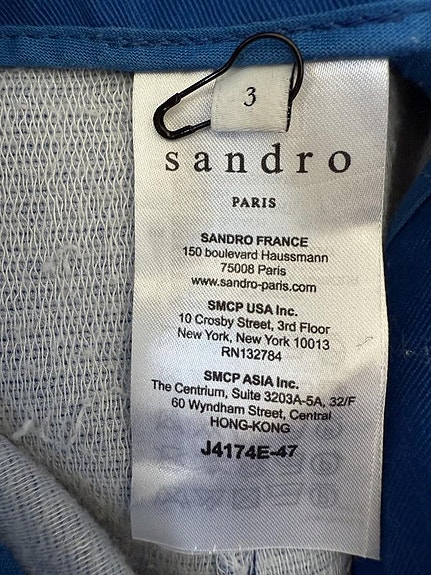 3
sandro
PARIS
SANDRO FRANCE
150 boulevard Haussmann
75008 Paris
www.sandro-paris.com
SMCP USA Inc.
10 Crosby Street, 3rd Floor
New York, New York 10013
RN132784
SMCP ASIA Inc.
The Centrium, Suite 3203A-5A, 32/F
60 Wyndham Street, Central
HONG-KONG
J4174E-47